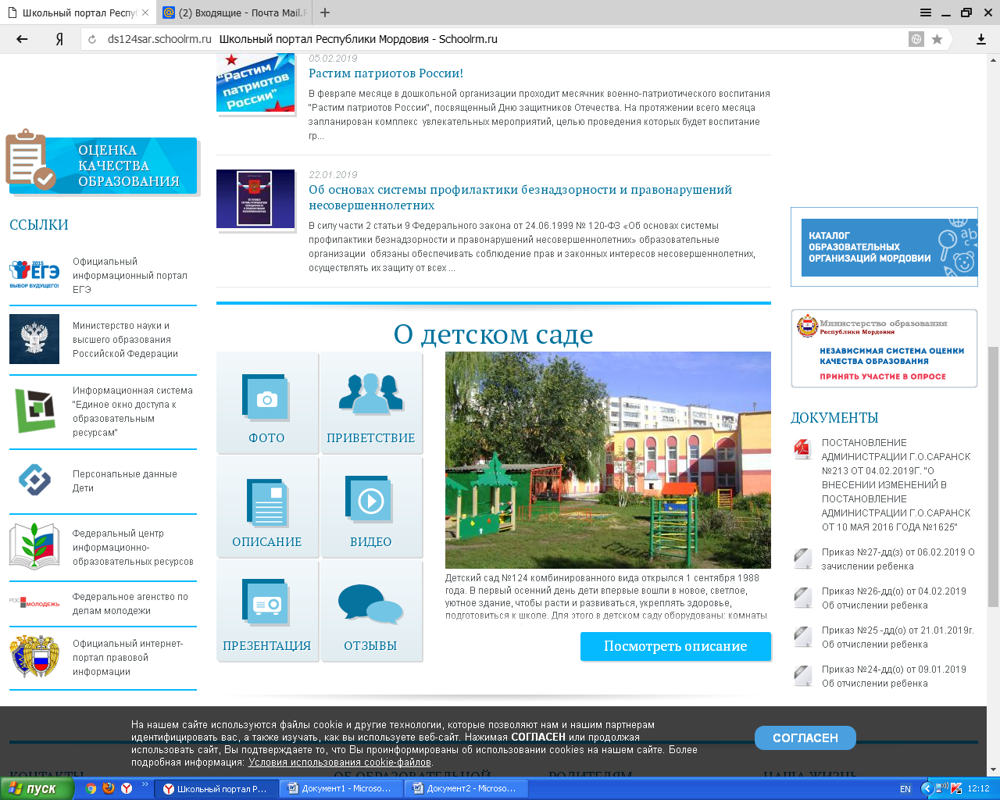 Школьный портал Респу
(2) Входящие - Почта Mail.R
ds124sar.schoolrm.ru Школьный портал Республики Мордовия - Schoolrm.ru
ОЦЕНКА
КАЧЕСТВА
ОБРАЗОВАНИЯ
ССЫЛКИ
2015
ЕГЭ
ВЫБОР БУДУЩЕГО!
Официальный
информационный портал
ЕГЭ
Министерство науки и
высшего образования
Российской Федерации
Информационная система
"Единое окно доступа к
образовательным
ресурсам"
Персональные данные
Дети
Федеральный центр
информационно-
образовательных ресурсов
РОСМОЛОДЕЖЬ
Федеральное агенство по
делам молодежи
Официальный интернет-
портал правовой
информации
"Растим
патриотов
России"
05.02.2019
Растим патриотов России!
В феврале месяце в дошкольной организации проходит месячник военно-патриотического воспитания
"Растим патриотов России", посвященный Дню защитников Отечества. На протяжении всего месяца
запланирован комплекс увлекательных мероприятий, целью проведения которых будет воспитание
гр...
22.01.2019
Об основах системы профилактики безнадзорности и правонарушений
несовершеннолетних
В силу части 2 статьи 9 Федерального закона от 24.06.1999 № 120-ФЗ «Об основах системы
профилактики безнадзорности и правонарушений несовершеннолетних» образовательные
организации обязаны обеспечивать соблюдение прав и законных интересов несовершеннолетних,
осуществлять их защиту от всех ...
О детском саде
ФОТО
ПРИВЕТСТВИЕ
ОПИСАНИЕ
ВИДЕО
ПРЕЗЕНТАЦИЯ
ОТЗЫВЫ
Детский сад №124 комбинированного вида открылся 1 сентября 1988
года. В первый осенний день дети впервые вошли в новое, светлое,
уютное здание, чтобы расти и развиваться, укреплять здоровье,
подготовиться к школе. Для этого в детском саду оборудованы: комнаты
Посмотреть описание
КАТАЛОГ
ОБРАЗОВАТЕЛЬНЫХ
ОРГАНИЗАЦИЙ МОРДОВИИ
Министерство образования
Республики Мордовия
НЕЗАВИСИМАЯ СИСТЕМА ОЦЕНКИ
КАЧЕСТВА ОБРАЗОВАНИЯ
ПРИНЯТЬ УЧАСТИЕ В ОПРОСЕ
ДОКУМЕНТЫ
ПОСТАНОВЛЕНИЕ
АДМИНИСТРАЦИИ Г.О.САРАНСК
№213 ОТ 04.02.2019Г. "О
ВНЕСЕНИИ ИЗМЕНЕНИЙ В
ПОСТАНОВЛЕНИЕ
АДМИНИСТРАЦИИ Г.О.САРАНСК
ОТ 10 МАЯ 2016 ГОДА №1625"
Приказ №27-дд(з) от 06.02.2019 О
зачислении ребенка
Приказ №26-дд(о) от 04.02.2019
Об отчислении ребенка
Приказ №25 -дд(о) от 21.01.2019г.
Об отчислении ребенка
Приказ №24-дд(о) от 09.01.2019
Об отчислении ребенка
На нашем сайте используются файлы cookie и другие технологии, которые позволяют нам и нашим партнерам
идентифицировать вас, а также изучать, как вы используете веб-сайт. Нажимая СОГЛАСЕН или продолжая
использовать сайт, Вы подтверждаете то, что Вы проинформированы об использовании cookies на нашем сайте. Более
подробная информация: Условия использования cookie-файлов.
СОГЛАСЕН
КОНТАКТЫ
ОБ ОБРАЗОВАТЕЛЬНОЙ
РОДИТЕЛЯМ
НАША ЖИЗНЬ
пуск
Школьный портал Р...
Документ1 - Microso...
Документ2 - Microso...
EN
12:12